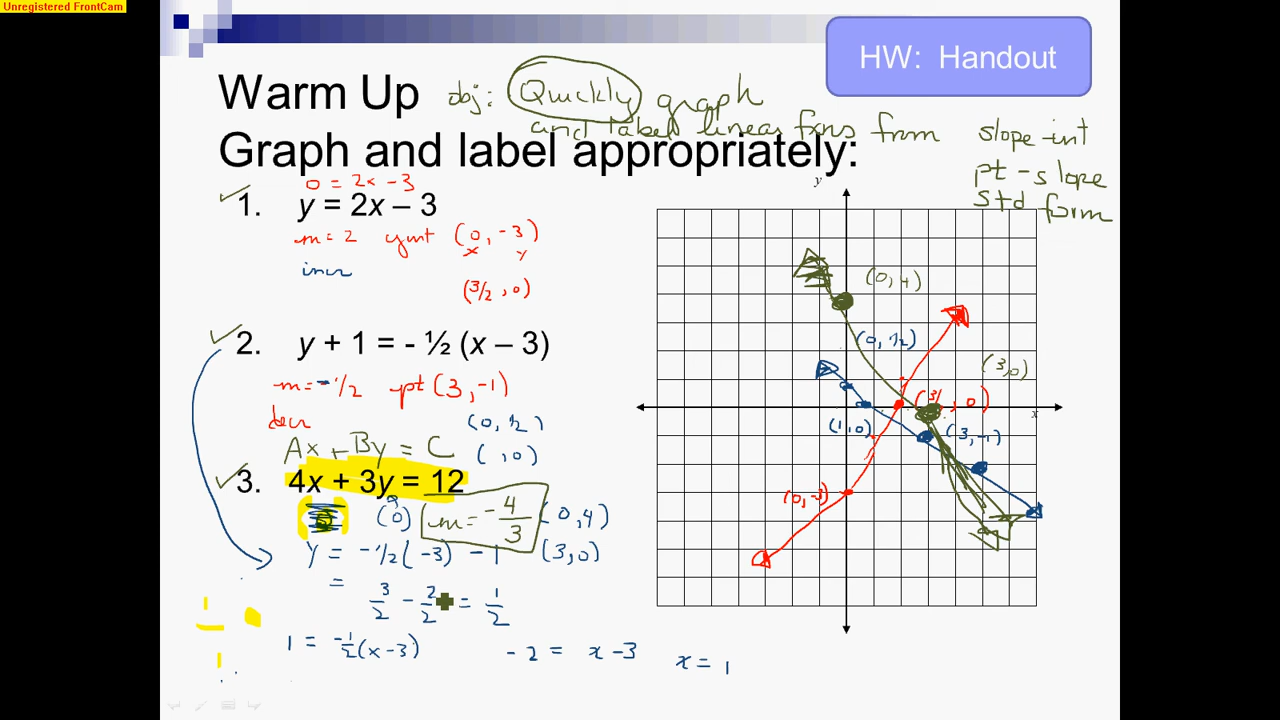 Unregistered FrontCam
HW: Handout
Warm Up obj: Quickly graph
and label linear fxns from slope-int
Graph and label appropriately:
pt - slope
std form
0 = 2x - 3
1. y = 2x – 3
m = 2 yint (0, -3)
x y
incr
(3/2, 0)
2. y + 1 = - ½ (x – 3)
m = -1/2 pt (3, -1)
decr
(0, 1/2)
Ax + By = C ( , 0)
3. 4x + 3y = 12
(0) m = -4/3 (0, 4)
y = -1/2(-3) - 1 (3, 0)
=
3/2 - 2/2 = 1/2
1 = -1/2(x-3) -2 = x-3 x = 1
y
(0, 4)
(0, 1/2)
(3, 0)
(3/ , 0)
x
(1, 0)
(3, -1)
(0, -3)